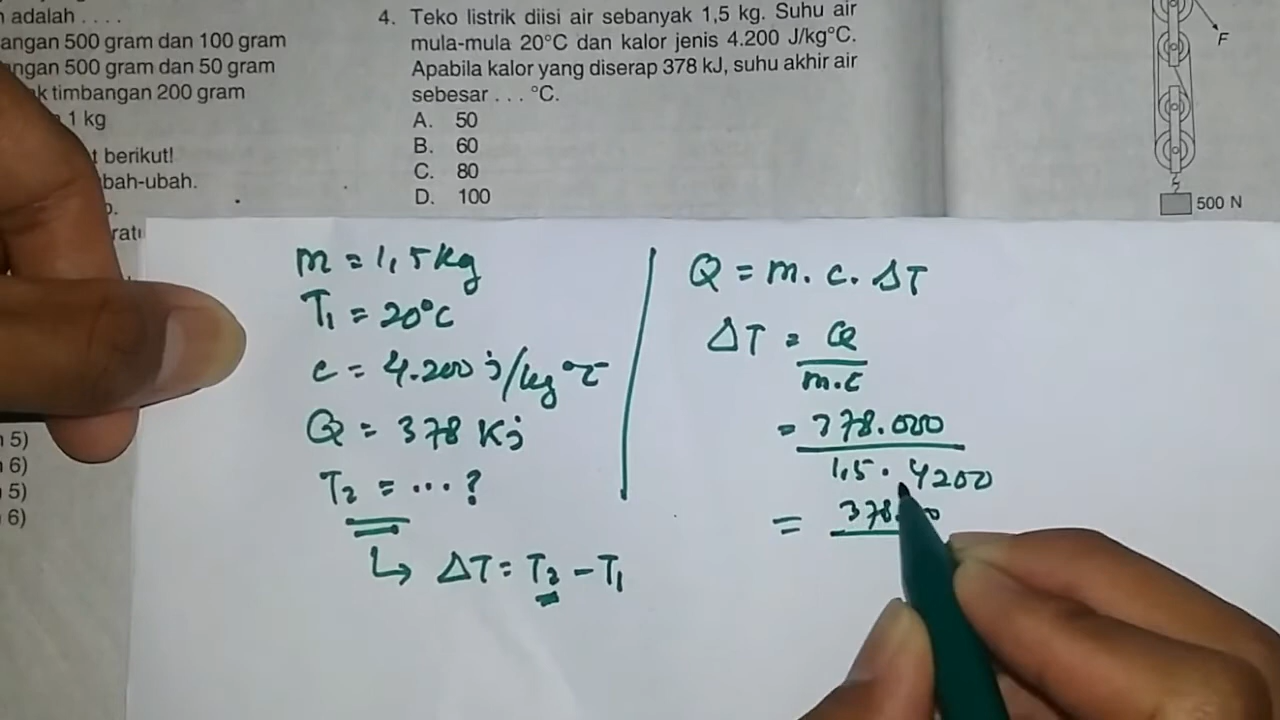 adalah . . . .
angan 500 gram dan 100 gram
ngan 500 gram dan 50 gram
k timbangan 200 gram
1 kg
t berikut!
bah-ubah.
5)
6)
5)
6)
4. Teko listrik diisi air sebanyak 1,5 kg. Suhu air
mula-mula 20°C dan kalor jenis 4.200 J/kg°C.
Apabila kalor yang diserap 378 kJ, suhu akhir air
sebesar . . . °C.
A. 50
B. 60
C. 80
D. 100
F
500 N
m = 1,5 kg
T₁ = 20°C
c = 4.200 j/kg °C
Q = 378 Kj
T₂ = ... ?
↳ ΔT = T₂ - T₁
Q = m. c. ΔT
ΔT = Q
m.c
= 378.000
1,5 . 4200
=